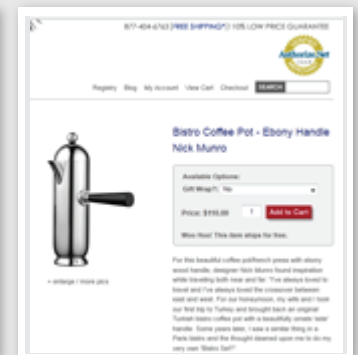 877-404-6763 |FREE SHIPPING*| 110% LOW PRICE GUARANTEE
Authorize.Net
Registry Blog My Account View Cart Checkout SEARCH
Bistro Coffee Pot - Ebony Handle
Nick Munro
Available Options:
Gift Wrap?: No
Price: $110.00 1 Add to Cart
Woo Hoo! This item ships for free.
+ enlarge / more pics
For this beautiful coffee pot/french press with ebony
wood handle, designer Nick Munro found inspiration
while traveling both near and far. "I've always loved to
travel and I've always loved the crossover between
east and west. For our honeymoon, my wife and I took
our first trip to Turkey and brought back an original
Turkish bistro coffee pot with a beautifully ornate 'side'
handle. Some years later, I saw a similar thing in a
Paris bistro and the thought dawned upon me to do my
very own "Bistro Set!"